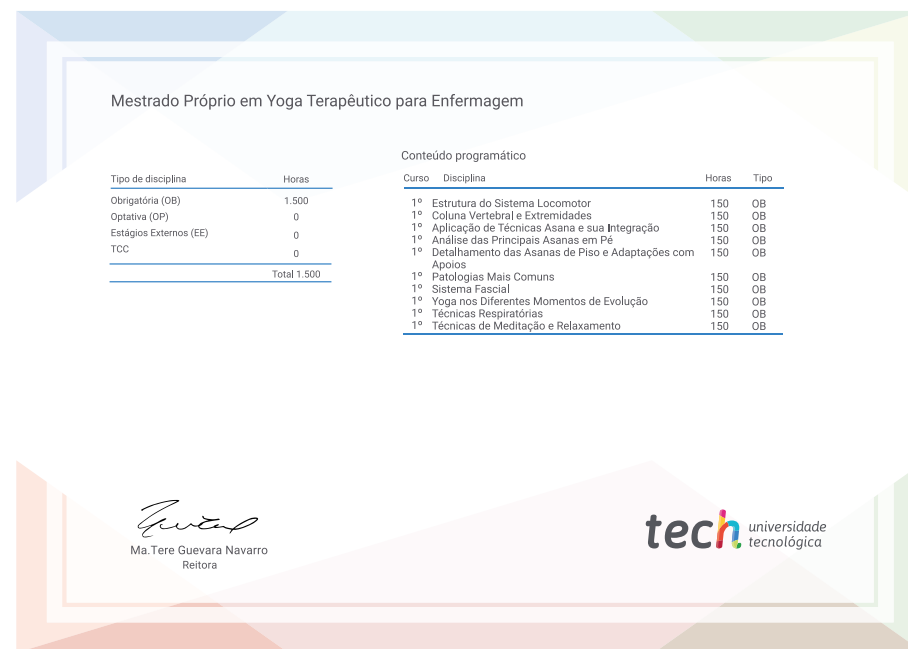 Mestrado Próprio em Yoga Terapêutico para Enfermagem
Tipo de disciplina Horas
Obrigatória (OB) 1.500
Optativa (OP) 0
Estágios Externos (EE) 0
TCC 0
Total 1.500
Conteúdo programático
Curso Disciplina Horas Tipo
1º Estrutura do Sistema Locomotor 150 OB
1º Coluna Vertebral e Extremidades 150 OB
1º Aplicação de Técnicas Asana e sua Integração 150 OB
1º Análise das Principais Asanas em Pé 150 OB
1º Detalhamento das Asanas de Piso e Adaptações com 150 OB
Apoios
1º Patologias Mais Comuns 150 OB
1º Sistema Fascial 150 OB
1º Yoga nos Diferentes Momentos de Evolução 150 OB
1º Técnicas Respiratórias 150 OB
1º Técnicas de Meditação e Relaxamento 150 OB
Ma.Tere Guevara Navarro
Reitora
tech universidade
tecnológica